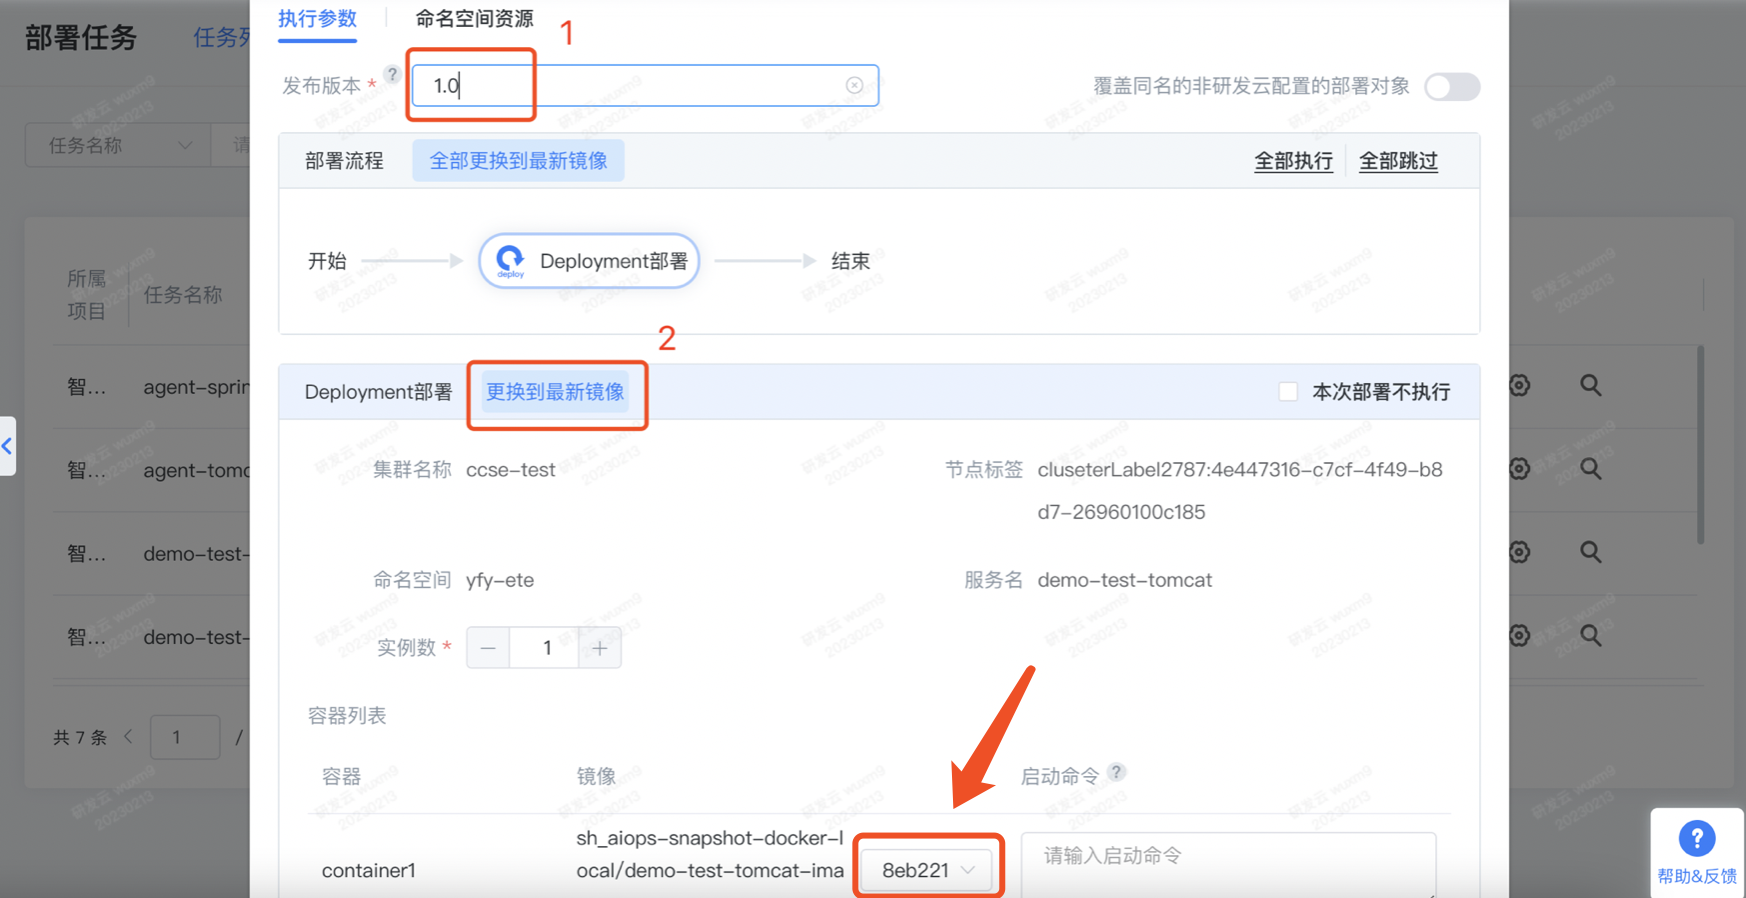 部署任务
任务列
执行参数
命名空间资源
1
发布版本 * ?
1.0
覆盖同名的非研发云配置的部署对象
任务名称
请
部署流程
全部更换到最新镜像
全部执行
全部跳过
开始
deploy
Deployment部署
结束
所属
项目
任务名称
2
Deployment部署
更换到最新镜像
本次部署不执行
智...
agent-sprin
集群名称
ccse-test
节点标签
cluseterLabel2787:4e447316-c7cf-4f49-b8
d7-26960100c185
智...
agent-tomc
智...
demo-test-
命名空间
yfy-ete
服务名
demo-test-tomcat
智...
demo-test-
实例数 *
1
容器列表
共 7 条
1
/
容器
镜像
启动命令 ?
container1
sh_aiops-snapshot-docker-l
ocal/demo-test-tomcat-ima
8eb221
请输入启动命令
?
帮助&反馈
研发云 wuxm9
20230213